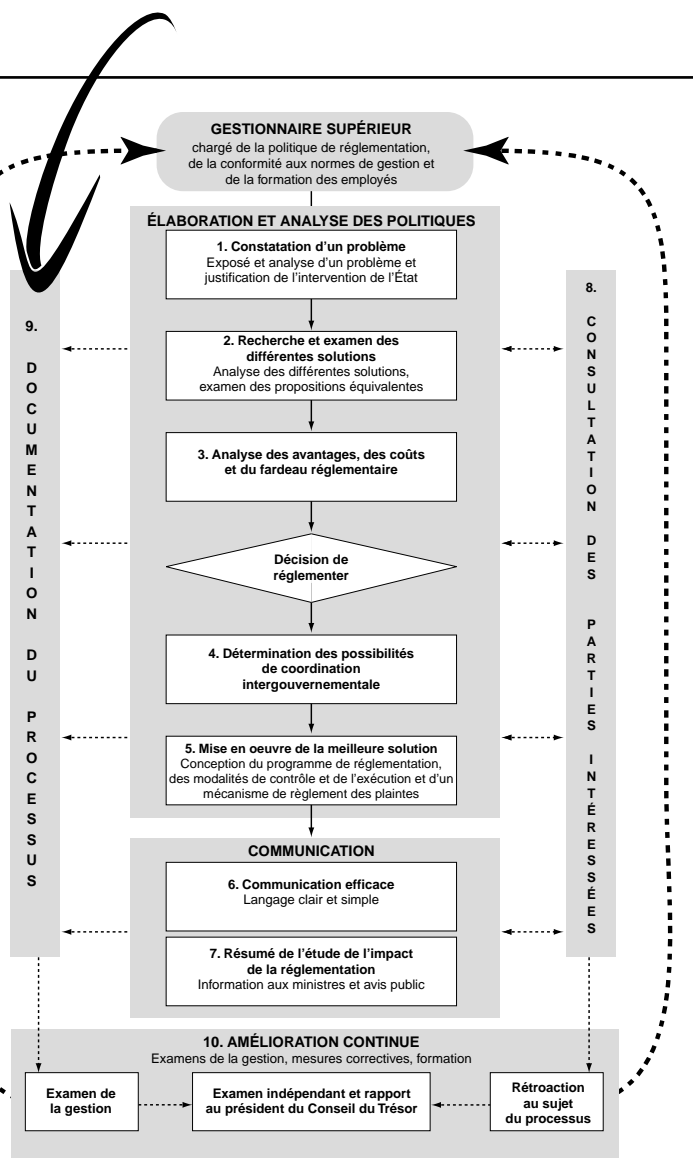 GESTIONNAIRE SUPÉRIEUR
chargé de la politique de réglementation,
de la conformité aux normes de gestion et
de la formation des employés
ÉLABORATION ET ANALYSE DES POLITIQUES
1. Constatation d’un problème
Exposé et analyse d’un problème et
justification de l’intervention de l’État
2. Recherche et examen des
différentes solutions
Analyse des différentes solutions,
examen des propositions équivalentes
3. Analyse des avantages, des coûts
et du fardeau réglementaire
Décision de
réglementer
4. Détermination des possibilités
de coordination
intergouvernementale
5. Mise en oeuvre de la meilleure solution
Conception du programme de réglementation,
des modalités de contrôle et de l’exécution et d’un
mécanisme de règlement des plaintes
COMMUNICATION
6. Communication efficace
Langage clair et simple
7. Résumé de l’étude de l’impact
de la réglementation
Information aux ministres et avis public
8. CONSULTATION DES PARTIES INTÉRESSÉES
9. DOCUMENTATION DU PROCESSUS
10. AMÉLIORATION CONTINUE
Examens de la gestion, mesures correctives, formation
Examen de
la gestion
Examen indépendant et rapport
au président du Conseil du Trésor
Rétroaction
au sujet
du processus